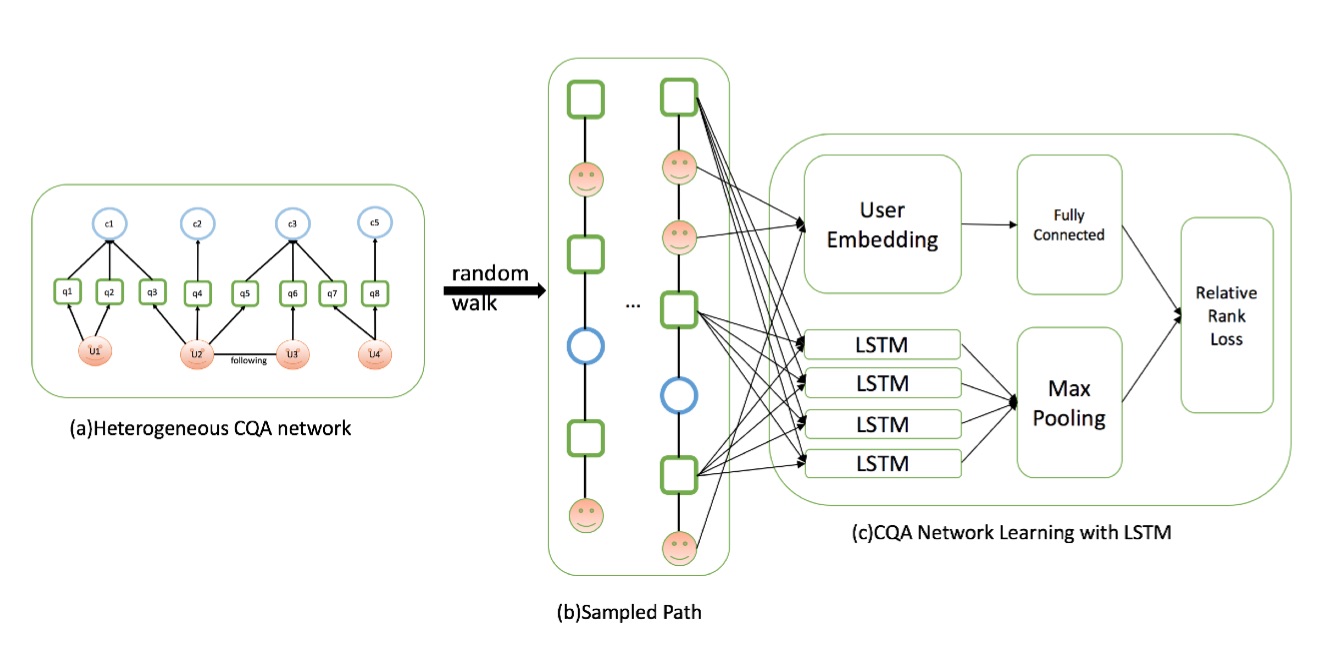 c1
c2
c3
c5
q1
q2
q3
q4
q5
q6
q7
q8
U1
U2
U3
U4
following
(a)Heterogeneous CQA network
random
walk
...
(b)Sampled Path
User
Embedding
Fully
Connected
LSTM
LSTM
LSTM
LSTM
Max
Pooling
Relative
Rank
Loss
(c)CQA Network Learning with LSTM